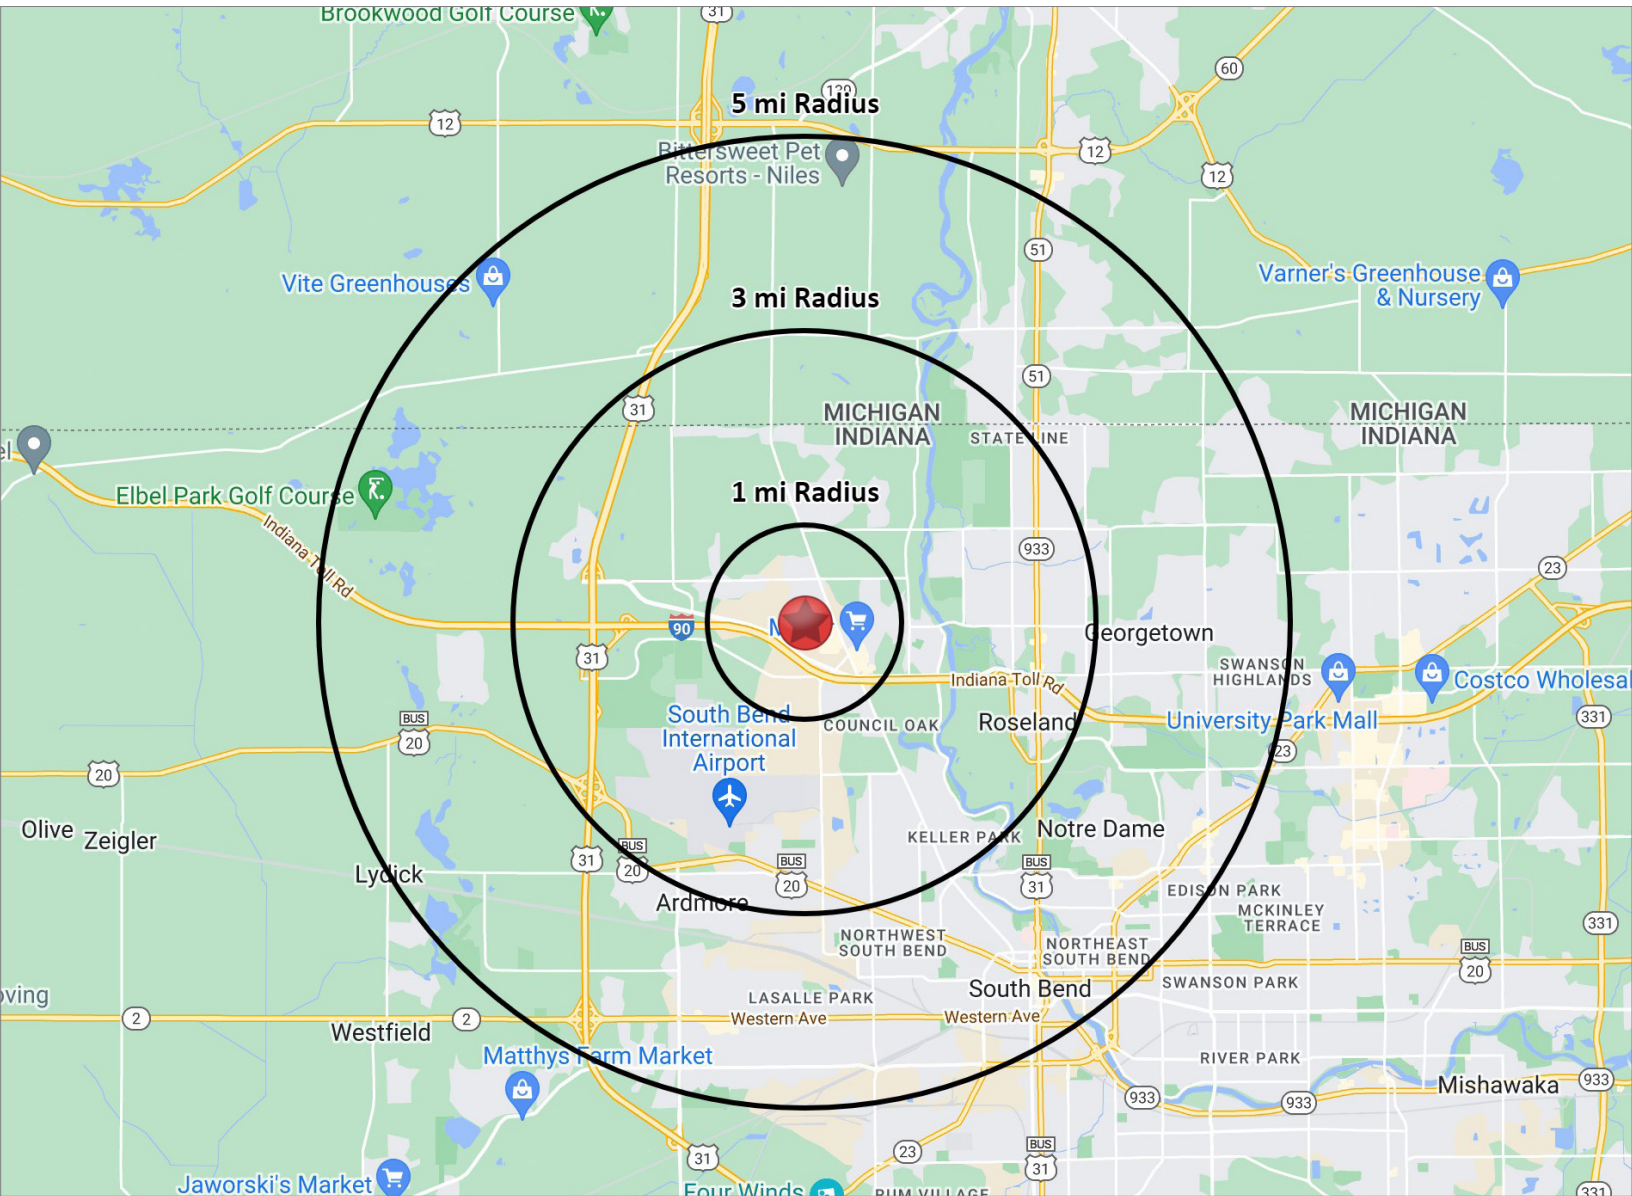 Brookwood Golf Course
31
60
5 mi Radius
12
12
Bittersweet Pet
Resorts - Niles
12
51
Vite Greenhouses
Varner's Greenhouse
& Nursery
3 mi Radius
51
31
MICHIGAN
INDIANA
STATE LINE
MICHIGAN
INDIANA
Elbel Park Golf Course
1 mi Radius
Indiana Toll Rd
933
23
90
31
Georgetown
SWANSON
HIGHLANDS
Indiana Toll Rd
Costco Wholesal
South Bend
International
Airport
COUNCIL OAK
Roseland
University Park Mall
331
BUS
20
23
20
Olive
Zeigler
KELLER PARK
Notre Dame
BUS
20
31
BUS
20
BUS
31
Lydick
Ardmore
EDISON PARK
MCKINLEY
TERRACE
331
NORTHWEST
SOUTH BEND
NORTHEAST
SOUTH BEND
BUS
20
oving
LASALLE PARK
South Bend
SWANSON PARK
2
Westfield
2
Western Ave
Western Ave
Matthys Farm Market
RIVER PARK
Mishawaka
933
933
933
31
23
BUS
31
Jaworski's Market
Four Winds
RUM VILLAGE
331